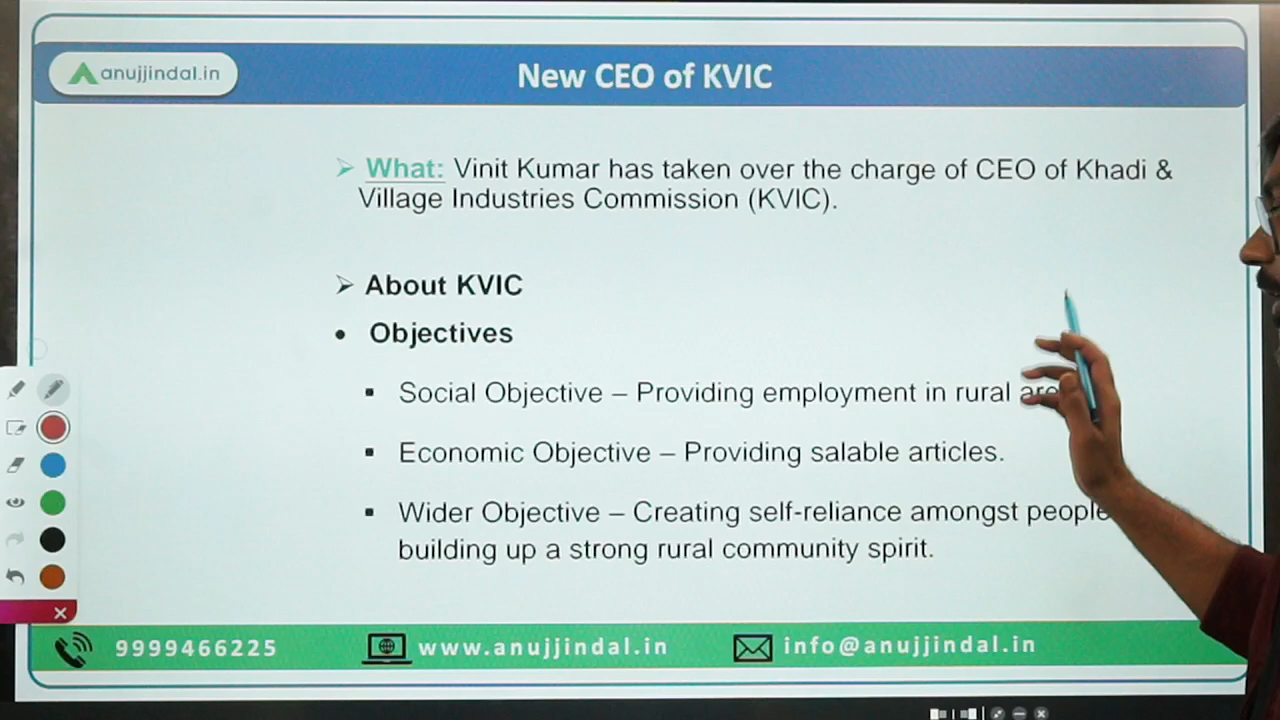 anujjindal.in
New CEO of KVIC
➢ What: Vinit Kumar has taken over the charge of CEO of Khadi &
Village Industries Commission (KVIC).
➢ About KVIC
• Objectives
▪ Social Objective – Providing employment in rural
▪ Economic Objective – Providing salable articles.
▪ Wider Objective – Creating self-reliance amongst people
building up a strong rural community spirit.
9999466225
www.anujjindal.in
info@anujjindal.in